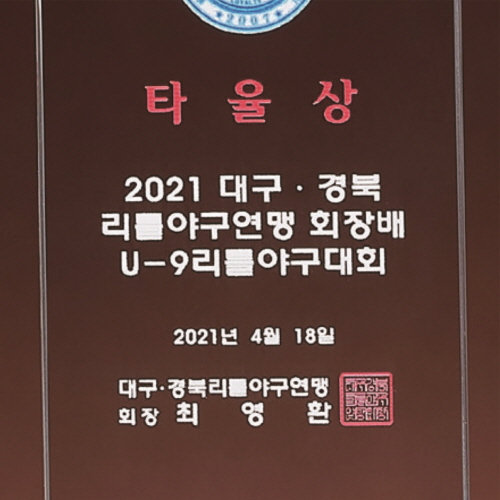 2007
타율상
2021 대구·경북
리틀야구연맹 회장배
U-9리틀야구대회
2021년 4월 18일
대구·경북리틀야구연맹
회장 최 영 환